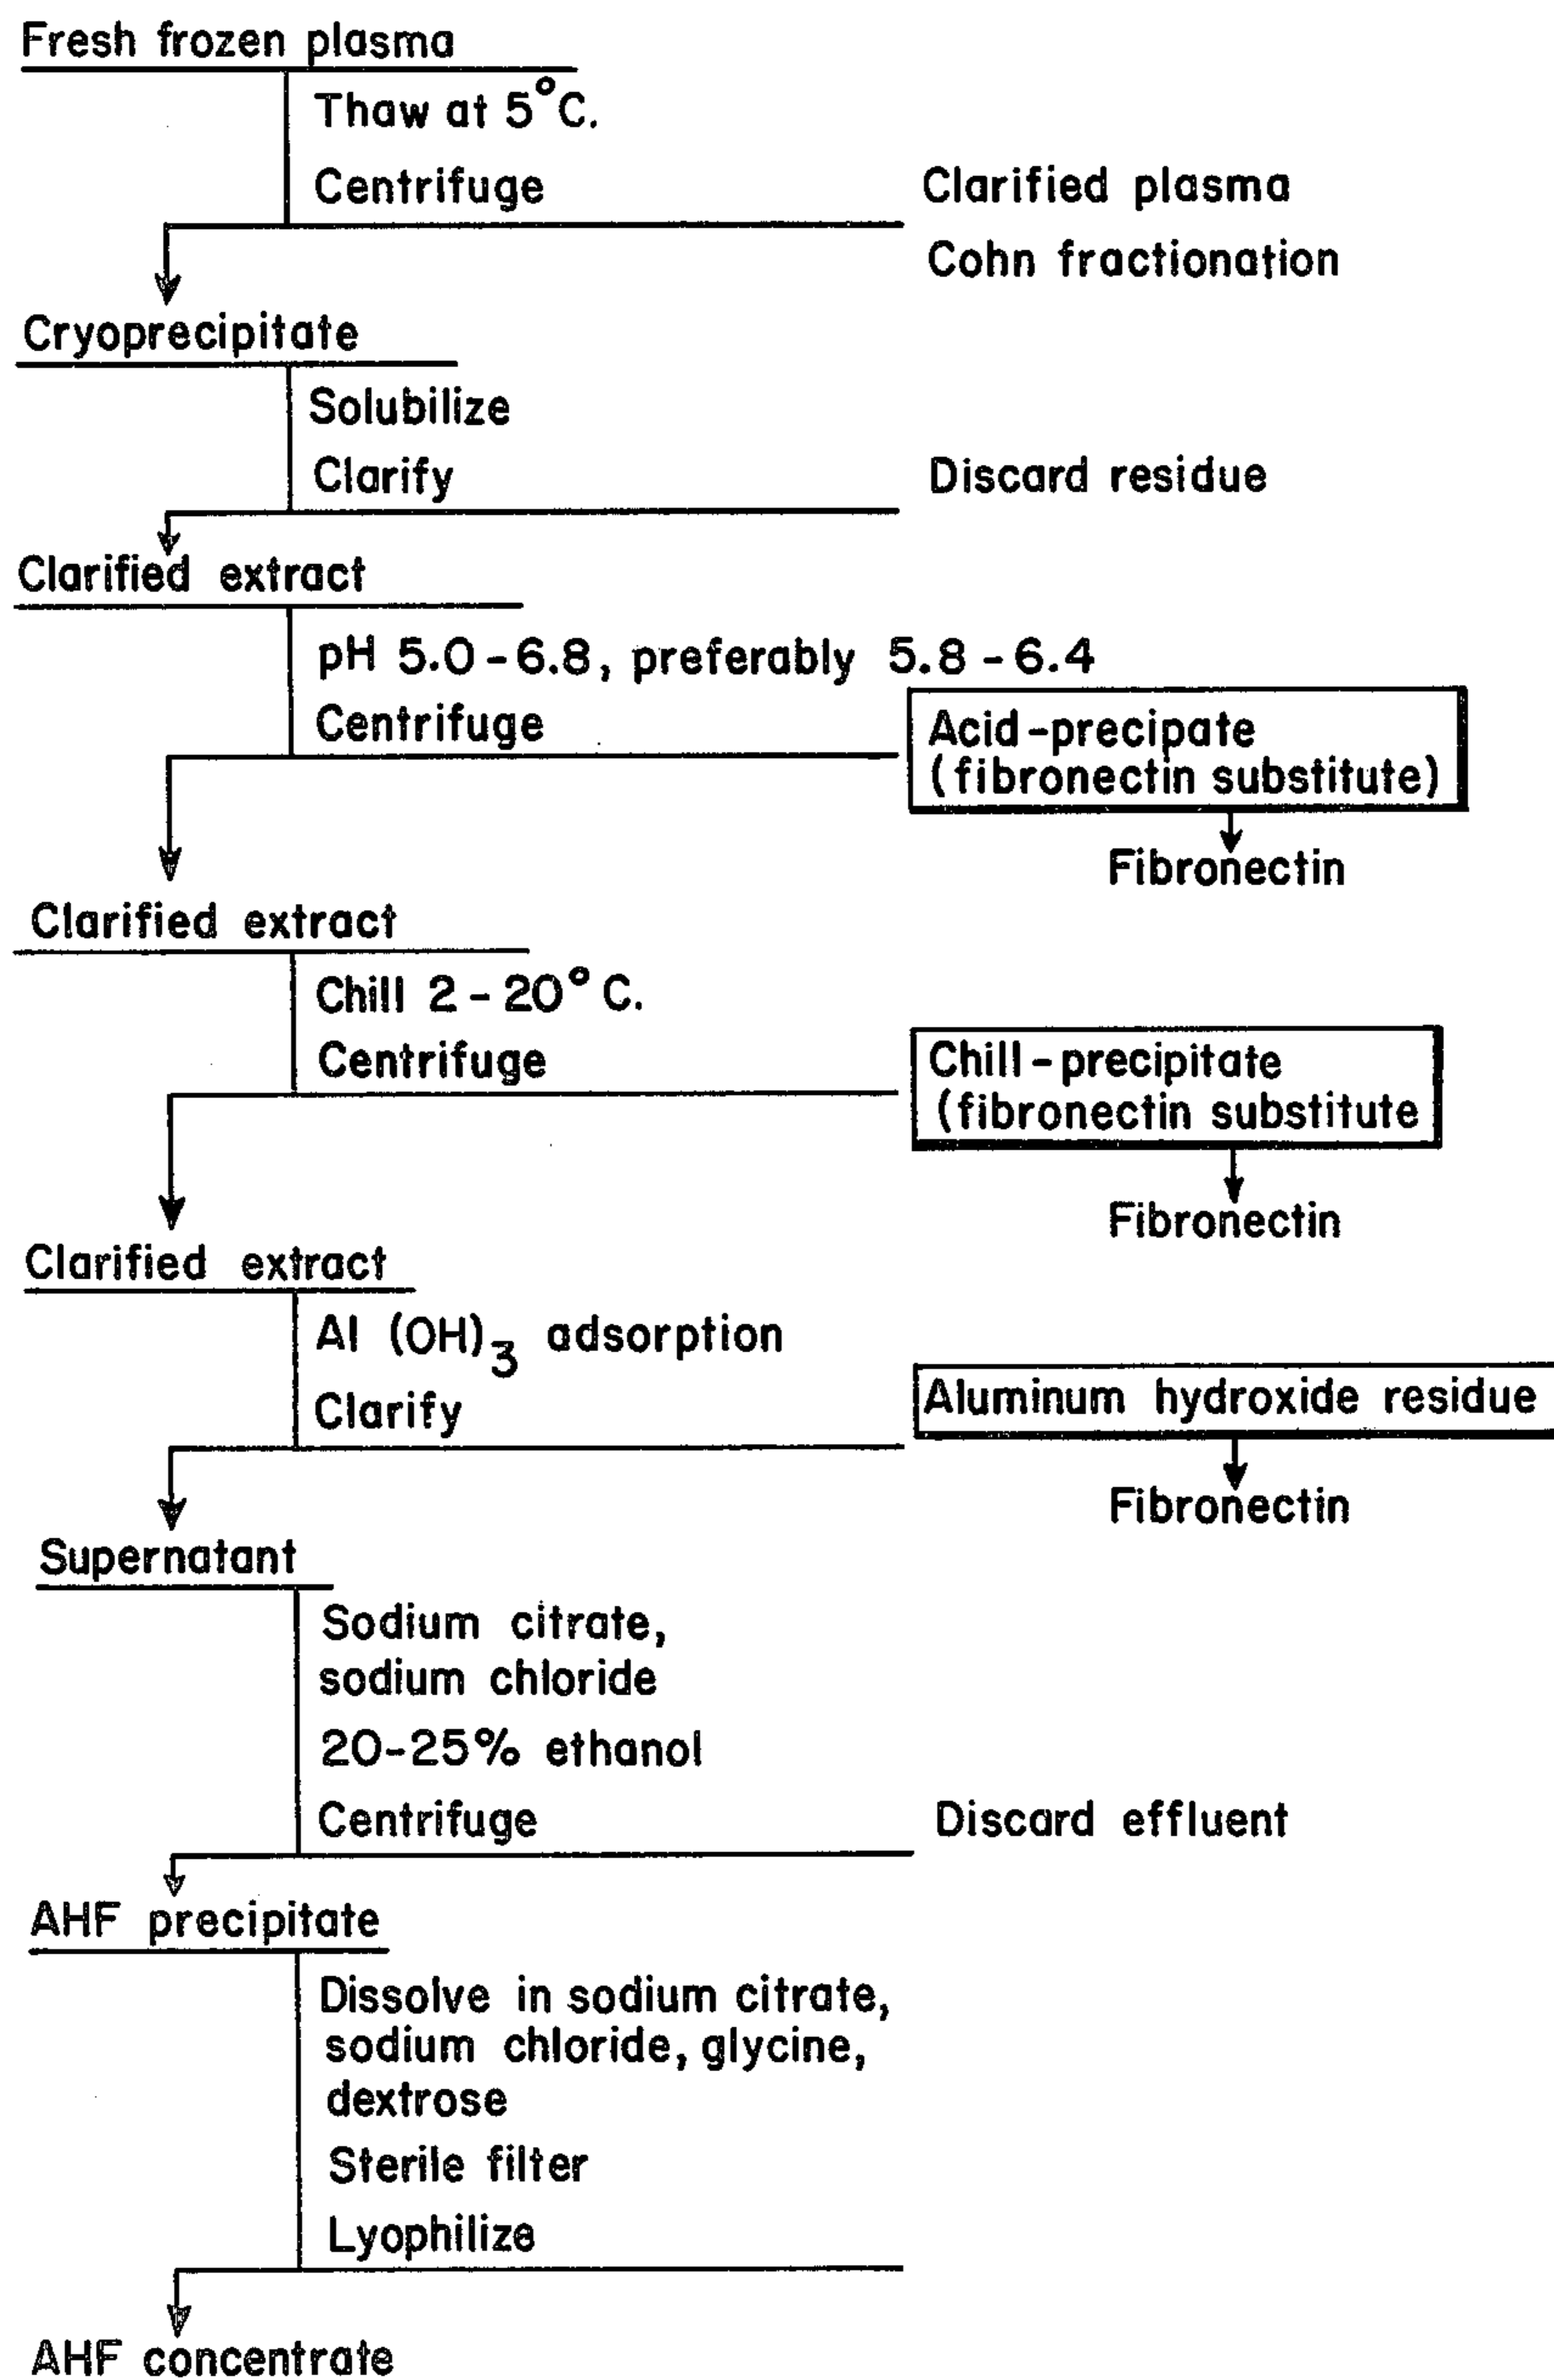 Fresh frozen plasma
Thaw at 5°C.
Centrifuge
Clarified plasma
Cohn fractionation
Cryoprecipitate
Solubilize
Clarify
Discard residue
Clarified extract
pH 5.0-6.8, preferably 5.8-6.4
Centrifuge
Acid-precipate
(fibronectin substitute)
Fibronectin
Clarified extract
Chill 2-20°C.
Centrifuge
Chill-precipitate
(fibronectin substitute
Fibronectin
Clarified extract
Al (OH)3 adsorption
Clarify
Aluminum hydroxide residue
Fibronectin
Supernatant
Sodium citrate,
sodium chloride
20-25% ethanol
Centrifuge
Discard effluent
AHF precipitate
Dissolve in sodium citrate,
sodium chloride, glycine,
dextrose
Sterile filter
Lyophilize
AHF concentrate